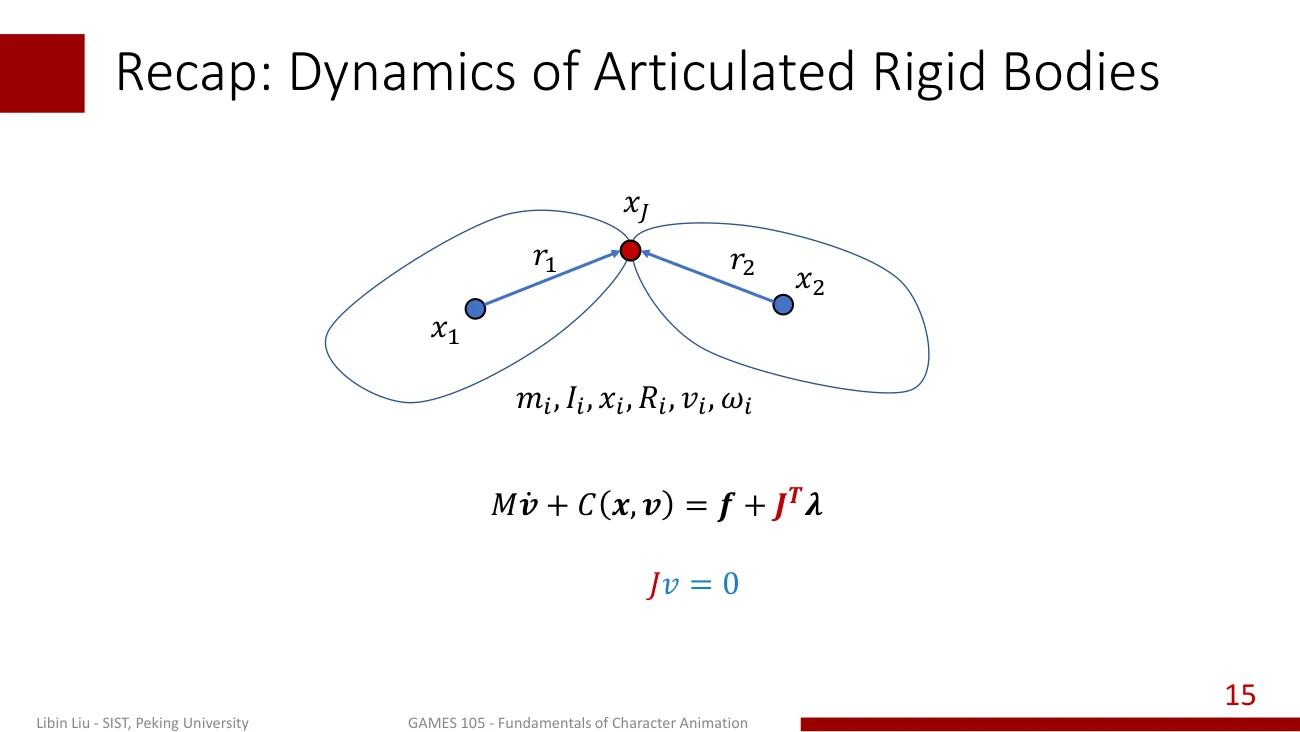 Recap: Dynamics of Articulated Rigid Bodies
x_J
r_1
r_2
x_2
x_1
m_i, I_i, x_i, R_i, v_i, ω_i
Mv̇ + C(x, v) = f + J^T λ
Jv = 0
15
Libin Liu - SIST, Peking University
GAMES 105 - Fundamentals of Character Animation